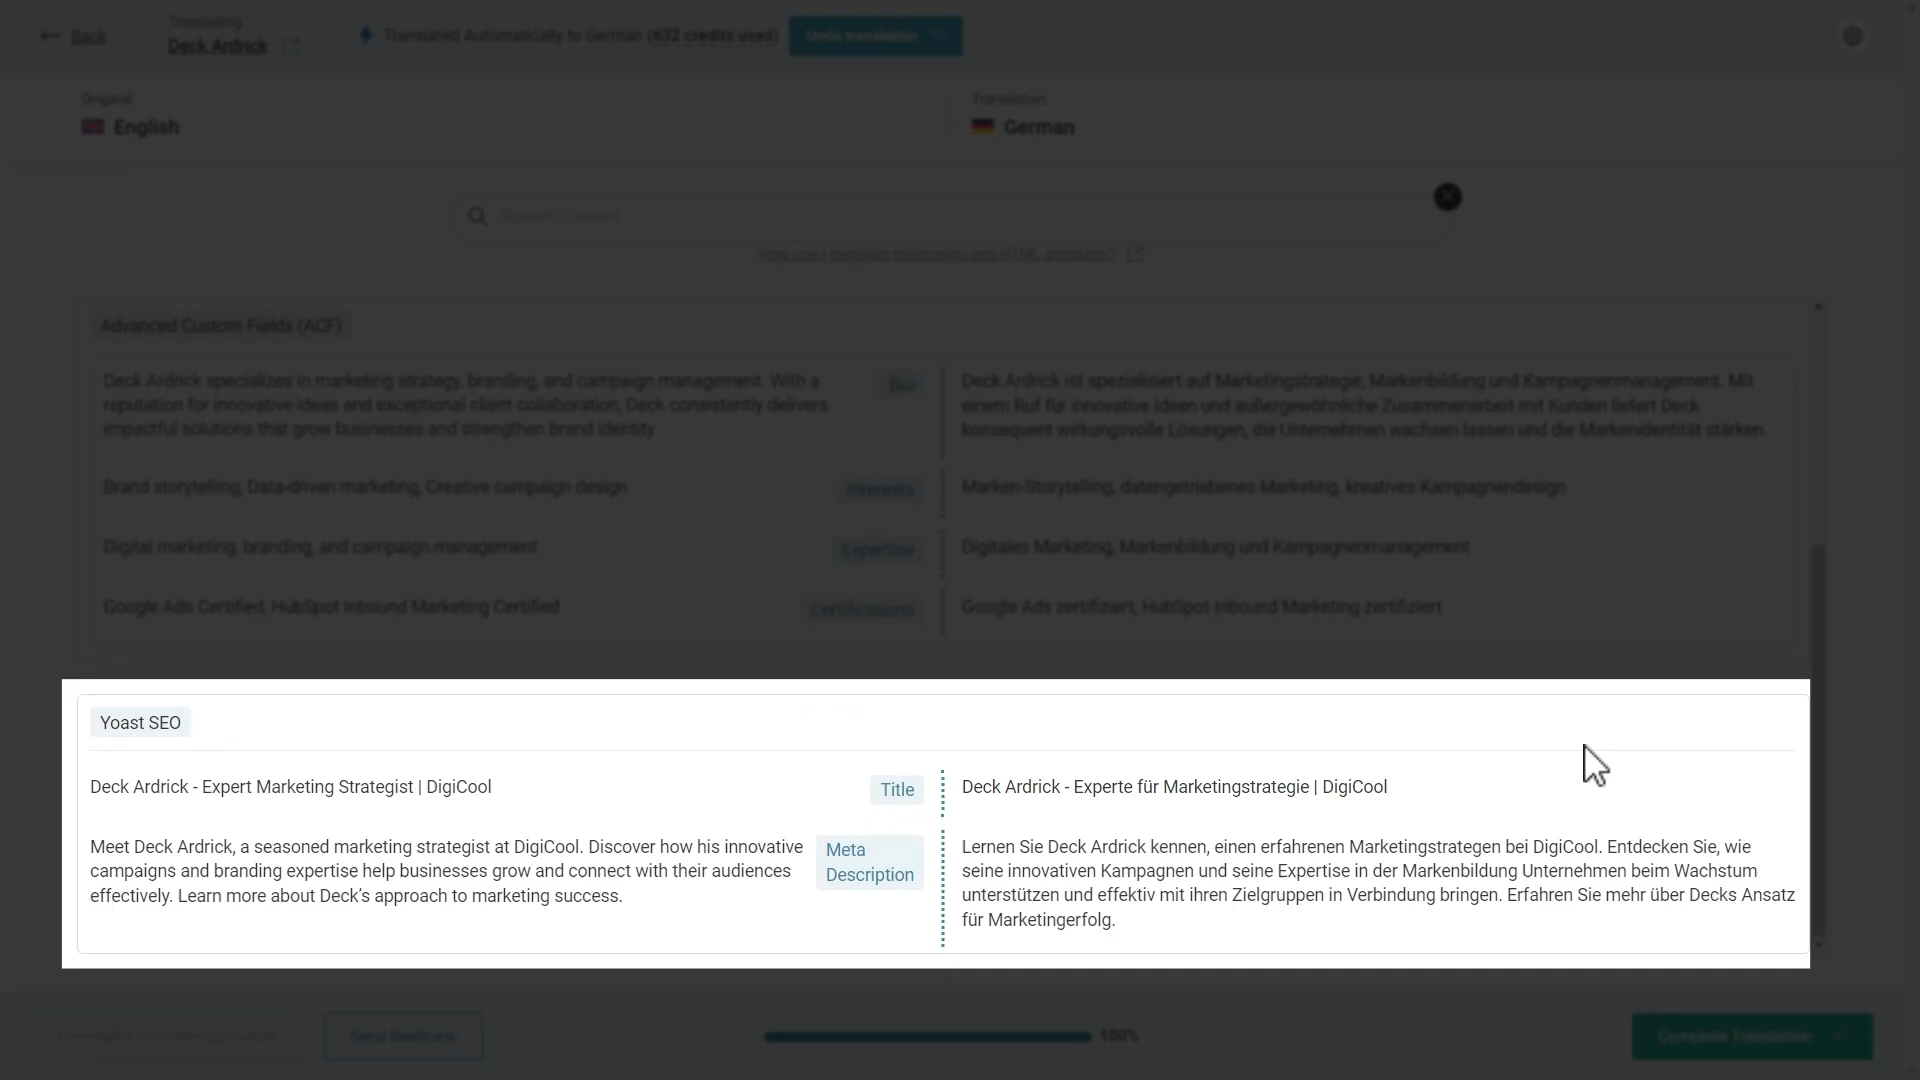 Back
Translating
Deck Ardrick
Translated Automatically to German (632 credits used)
Undo translation
Original
English
Translation
German
How can I translate shortcodes and HTML attributes?
Advanced Custom Fields (ACF)
Deck Ardrick specializes in marketing strategy, branding, and campaign management. With a
reputation for innovative ideas and exceptional client collaboration, Deck consistently delivers
impactful solutions that grow businesses and strengthen brand identity.
Bio
Deck Ardrick ist spezialisiert auf Marketingstrategie, Markenbildung und Kampagnenmanagement. Mit
einem Ruf für innovative Ideen und außergewöhnliche Zusammenarbeit mit Kunden liefert Deck
konsequent wirkungsvolle Lösungen, die Unternehmen wachsen lassen und die Markenidentität stärken.
Brand storytelling, Data-driven marketing, Creative campaign design
Interests
Marken-Storytelling, datengetriebenes Marketing, kreatives Kampagnendesign
Digital marketing, branding, and campaign management
Expertise
Digitales Marketing, Markenbildung und Kampagnenmanagement
Google Ads Certified, HubSpot Inbound Marketing Certified
Certifications
Google Ads zertifiziert, HubSpot Inbound Marketing zertifiziert
Yoast SEO
Deck Ardrick - Expert Marketing Strategist | DigiCool
Title
Deck Ardrick - Experte für Marketingstrategie | DigiCool
Meet Deck Ardrick, a seasoned marketing strategist at DigiCool. Discover how his innovative
campaigns and branding expertise help businesses grow and connect with their audiences
effectively. Learn more about Deck's approach to marketing success.
Meta
Description
Lernen Sie Deck Ardrick kennen, einen erfahrenen Marketingstrategen bei DigiCool. Entdecken Sie, wie
seine innovativen Kampagnen und seine Expertise in der Markenbildung Unternehmen beim Wachstum
unterstützen und effektiv mit ihren Zielgruppen in Verbindung bringen. Erfahren Sie mehr über Decks Ansatz
für Marketingerfolg.
Send feedback
100%
Complete Translation